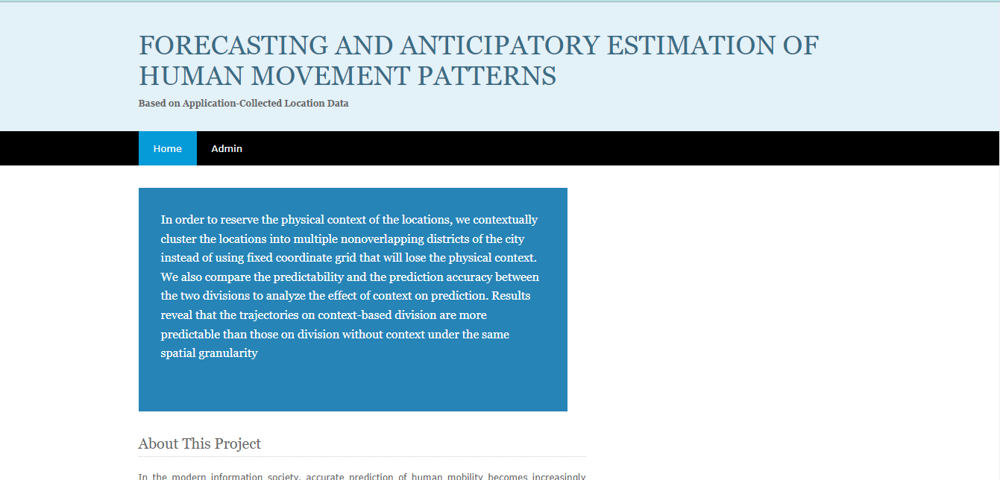 FORECASTING AND ANTICIPATORY ESTIMATION OF
HUMAN MOVEMENT PATTERNS
Based on Application-Collected Location Data
Home Admin
In order to reserve the physical context of the locations, we contextually
cluster the locations into multiple nonoverlapping districts of the city
instead of using fixed coordinate grid that will lose the physical context.
We also compare the predictability and the prediction accuracy between
the two divisions to analyze the effect of context on prediction. Results
reveal that the trajectories on context-based division are more
predictable than those on division without context under the same
spatial granularity
About This Project
In the modern information society, accurate prediction of human mobility becomes increasingly